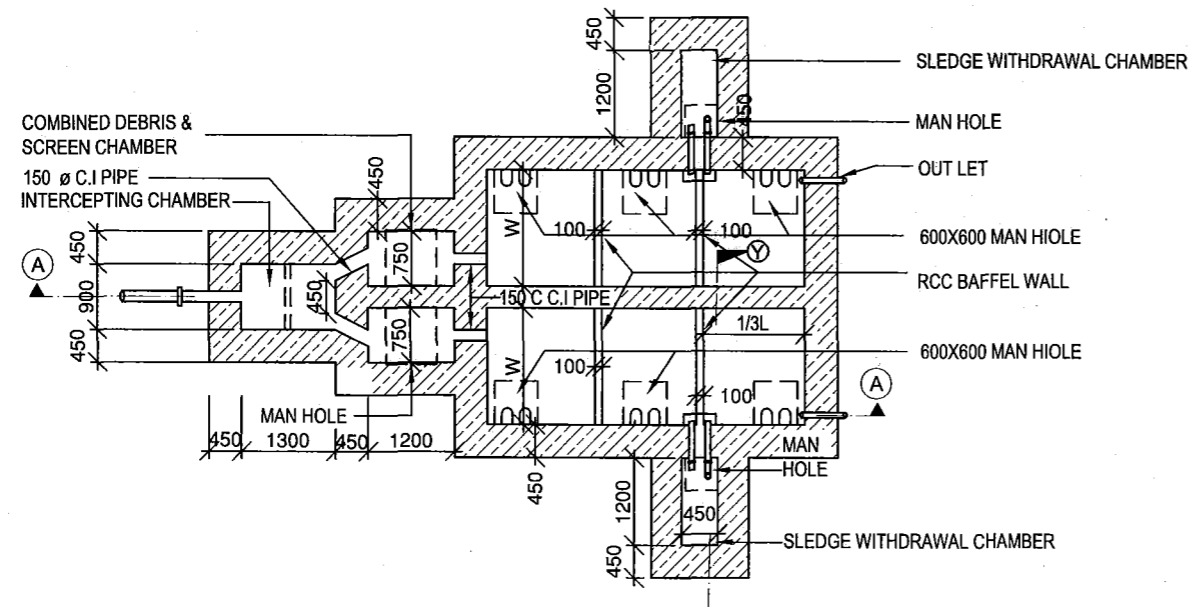 450
1200
SLEDGE WITHDRAWAL CHAMBER
450
MAN HOLE
COMBINED DEBRIS &
SCREEN CHAMBER
150 ø C.I PIPE
INTERCEPTING CHAMBER
450
OUT LET
450
900
450
A
W
100
100
600X600 MAN HIOLE
Y
RCC BAFFEL WALL
750
450
150 C C.I PIPE
750
1/3L
W
100
600X600 MAN HIOLE
100
A
MAN HOLE
450
1300
450
1200
450
MAN
HOLE
1200
450
450
SLEDGE WITHDRAWAL CHAMBER